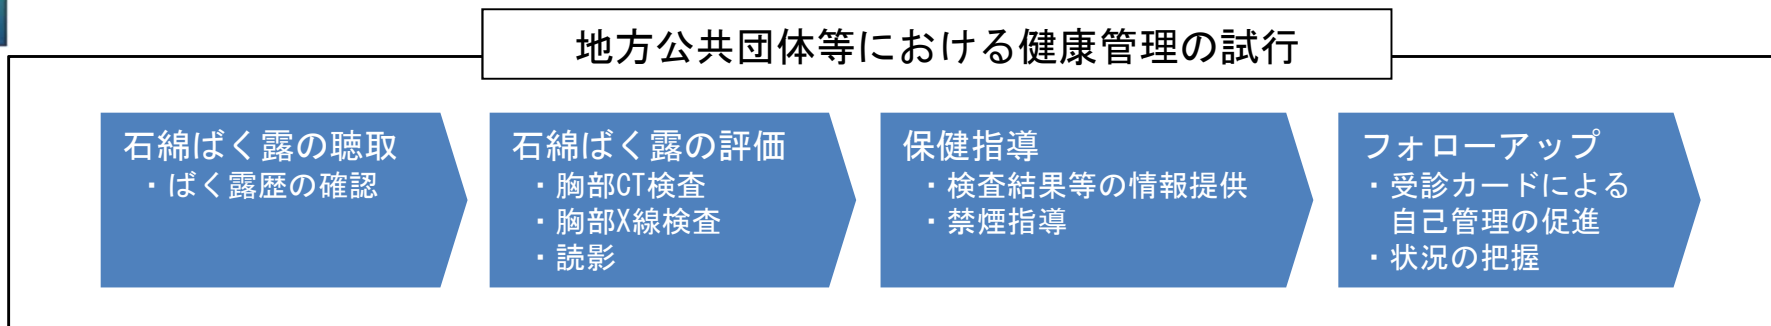 地方公共団体等における健康管理の試行
石綿ばく露の聴取
・ばく露歴の確認
石綿ばく露の評価
・胸部CT検査
・胸部X線検査
・読影
保健指導
・検査結果等の情報提供
・禁煙指導
フォローアップ
・受診カードによる
自己管理の促進
・状況の把握